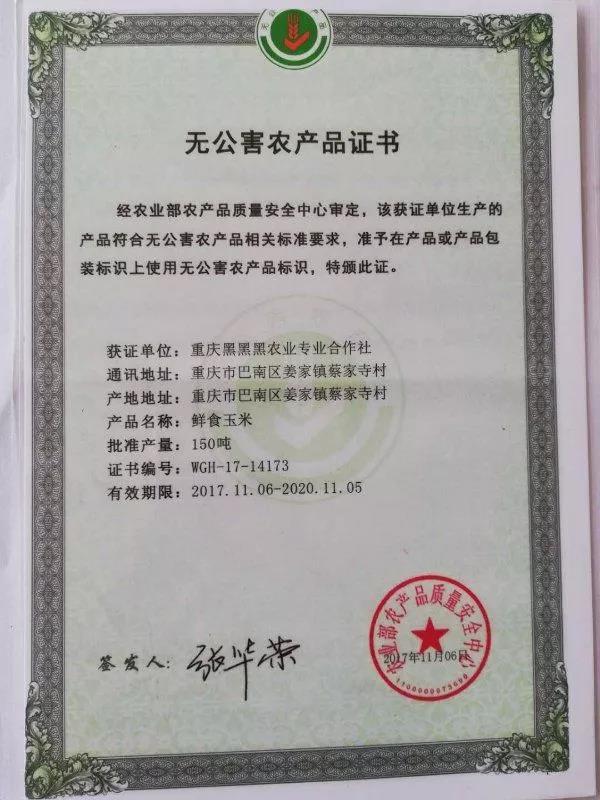 无公害农产品证书
经农业部农产品质量安全中心审定，该获证单位生产的
产品符合无公害农产品相关标准要求，准予在产品或产品包
装标识上使用无公害农产品标识，特颁此证。
获证单位：重庆黑黑黑农业专业合作社
通讯地址：重庆市巴南区姜家镇蔡家寺村
产地地址：重庆市巴南区姜家镇蔡家寺村
产品名称：鲜食玉米
批准产量：150吨
证书编号：WGH-17-14173
有效期限：2017.11.06-2020.11.05
签发人：张华荣
农业部农产品质量安全中心
2017年11月06日